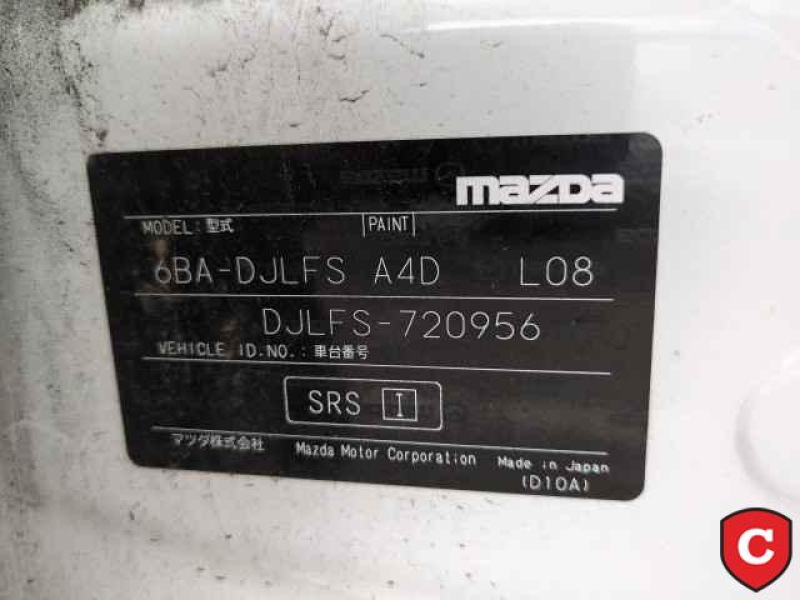 mazDa
MODEL: 型式 PAINT
6BA-DJLFS A4D L08
DJLFS-720956
VEHICLE ID.NO.: 車台番号
SRS I
マツダ株式会社 Mazda Motor Corporation Made in Japan
(D10A)
C